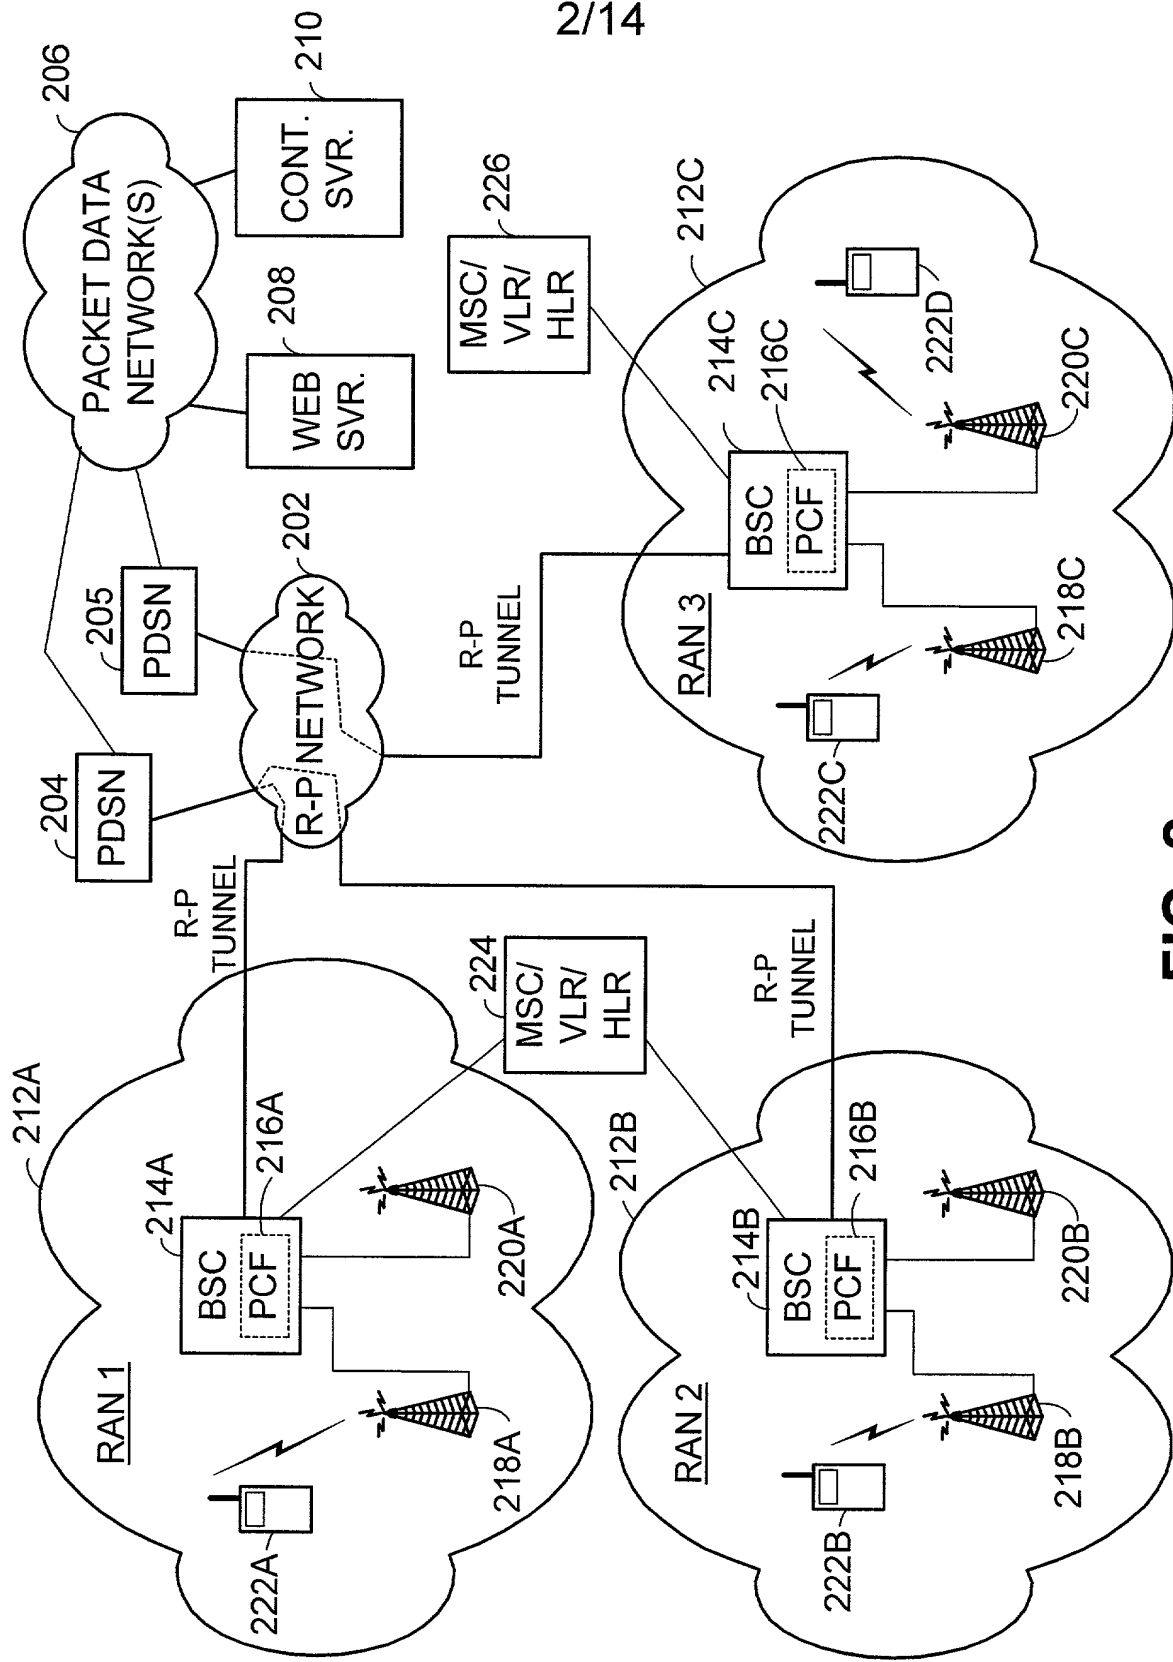 2/14
206
PACKET DATA
NETWORK(S)
210
CONT.
SVR.
208
WEB
SVR.
205
PDSN
204
PDSN
202
R-P NETWORK
R-P
TUNNEL
R-P
TUNNEL
R-P
TUNNEL
212A
RAN 1
214A
BSC
216A
PCF
218A
220A
222A
224
MSC/
VLR/
HLR
212B
RAN 2
214B
BSC
216B
PCF
218B
220B
222B
226
MSC/
VLR/
HLR
212C
RAN 3
214C
BSC
216C
PCF
218C
220C
222C
222D
FIG.